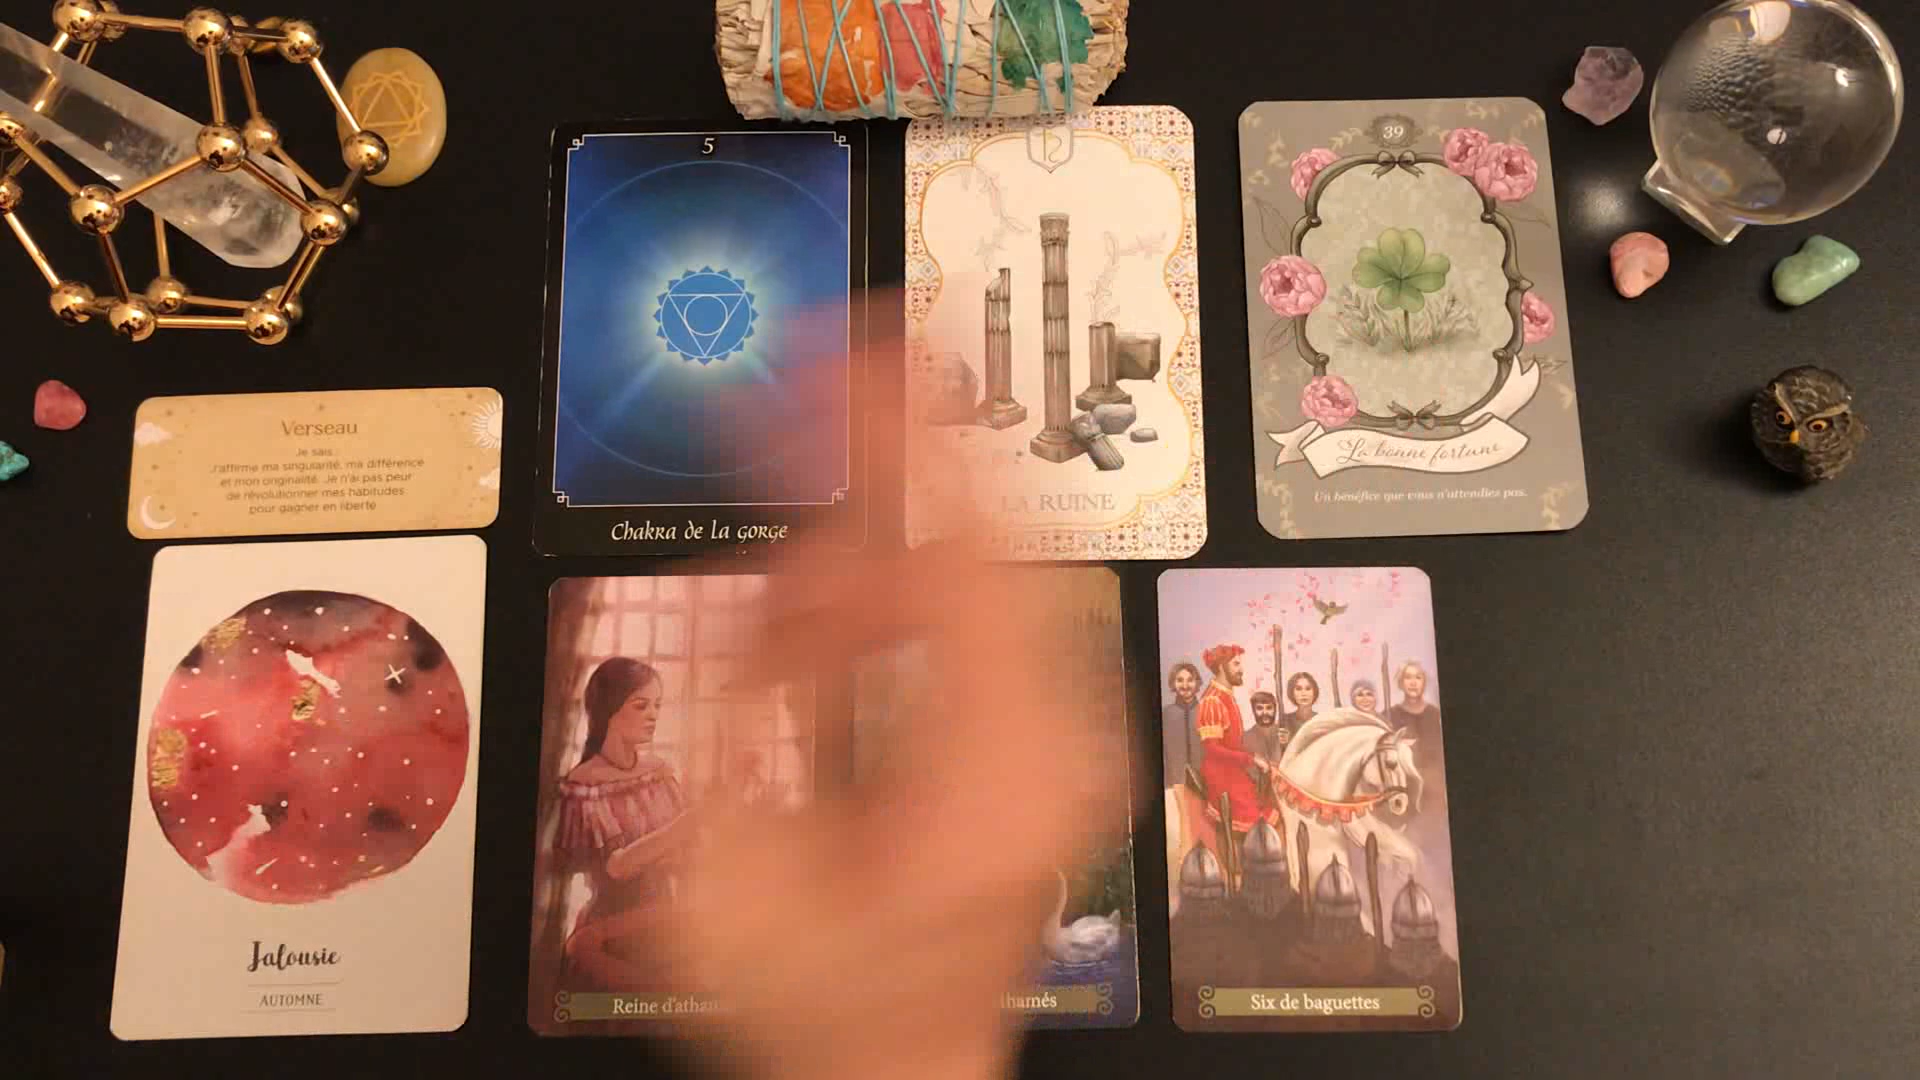 5
Chakra de la gorge
LA RUINE
39
La bonne fortune
Un bénéfice que vous n'attendiez pas.
Verseau
Je sais :
J'affirme ma singularité, ma différence
et mon originalité. Je n'ai pas peur
de révolutionner mes habitudes
pour gagner en liberté
Jalousie
AUTOMNE
Reine
Six de baguettes